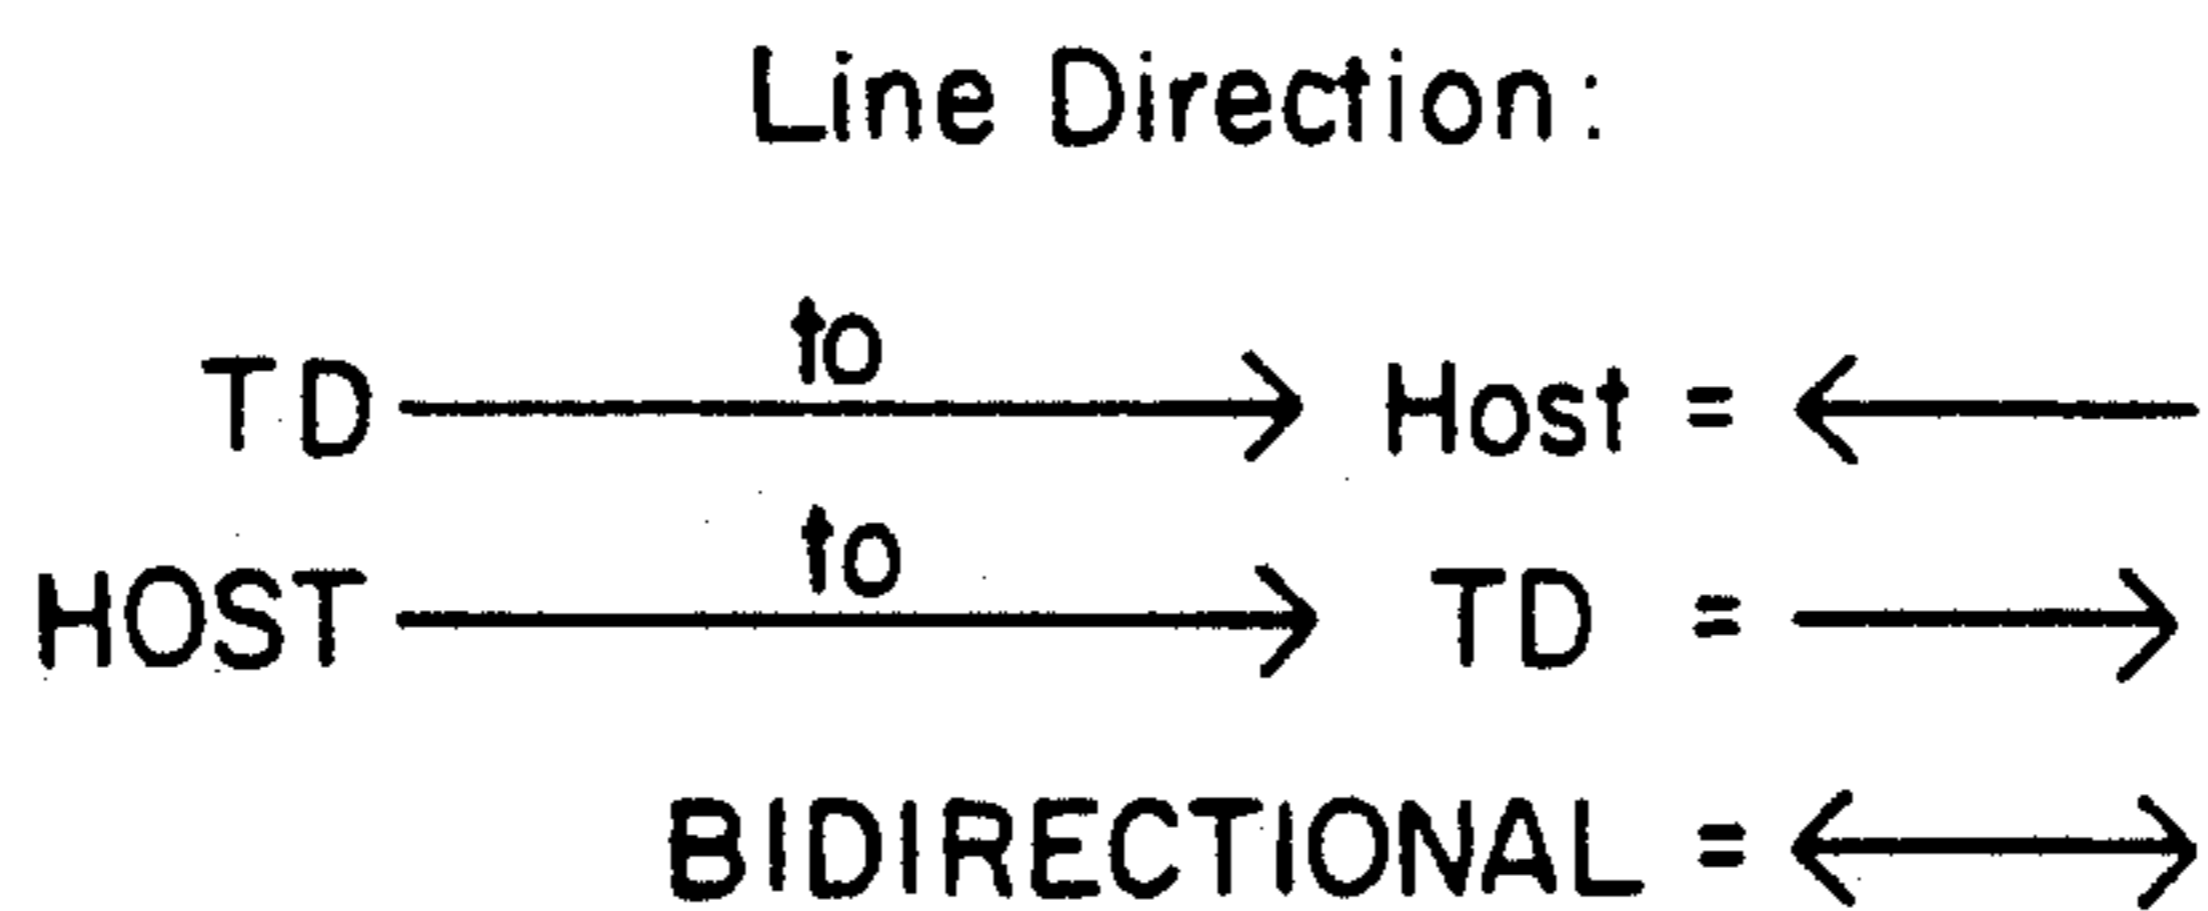 Line Direction:
TD to Host =
HOST to TD =
BIDIRECTIONAL =